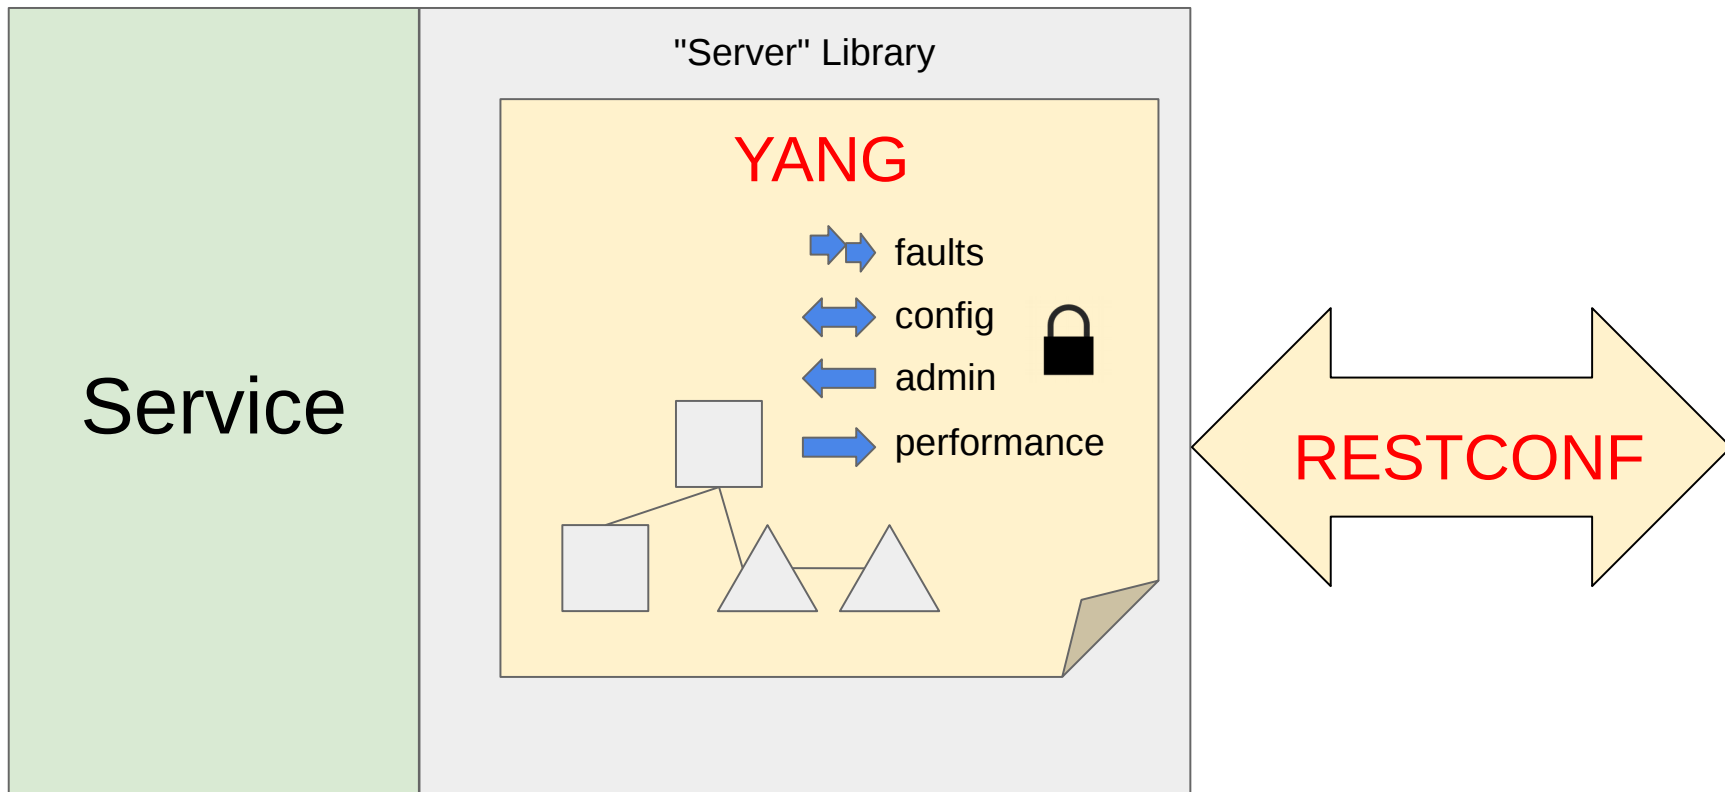 "Server" Library
YANG
faults
config
admin
performance
Service
RESTCONF